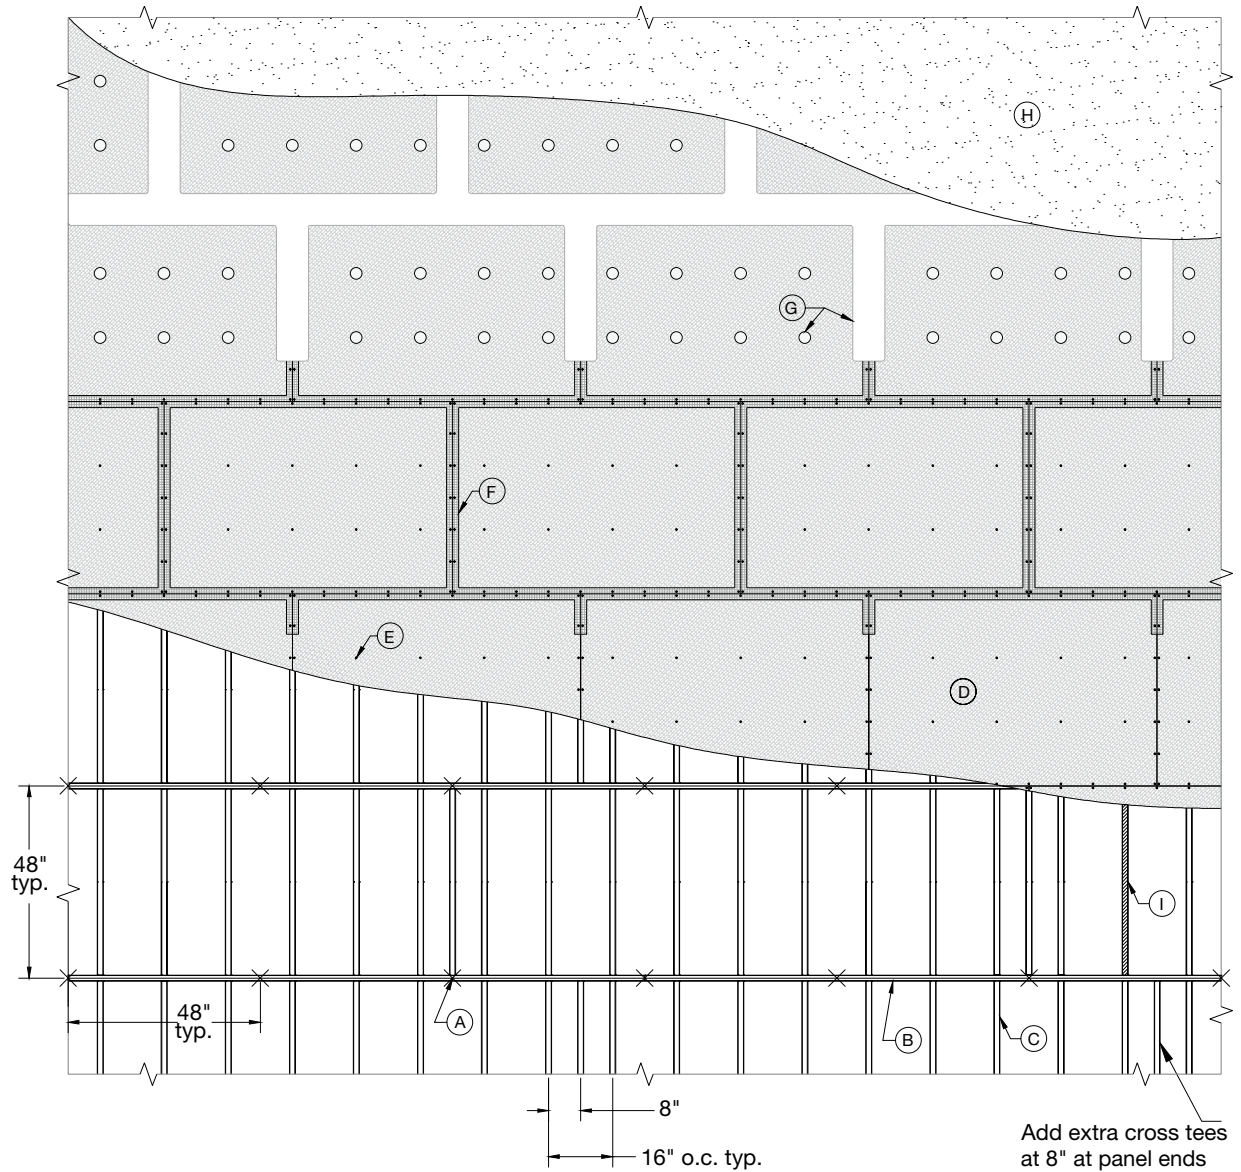 H
G
F
E
D
48"
typ.
I
48"
typ.
A
B
C
8"
16" o.c. typ.
Add extra cross tees
at 8" at panel ends